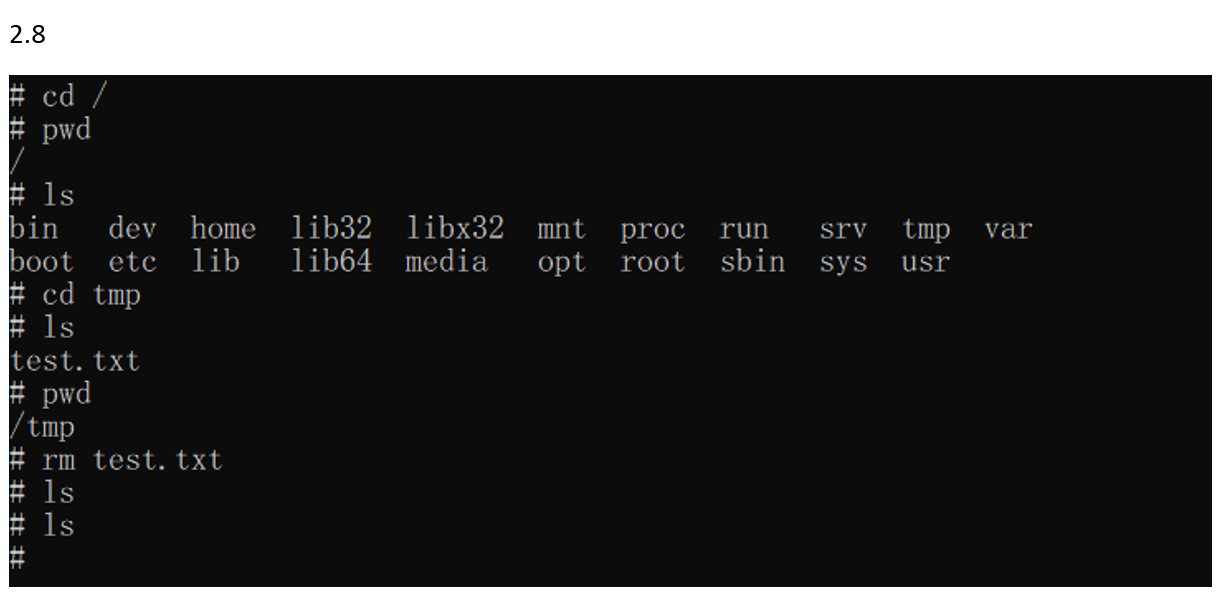 2.8
# cd /
# pwd
/
# ls
bin   dev  home  lib32  libx32  mnt  proc  run   srv  tmp  var
boot  etc  lib   lib64  media   opt  root  sbin  sys  usr
# cd tmp
# ls
test.txt
# pwd
/tmp
# rm test.txt
# ls
# ls
#